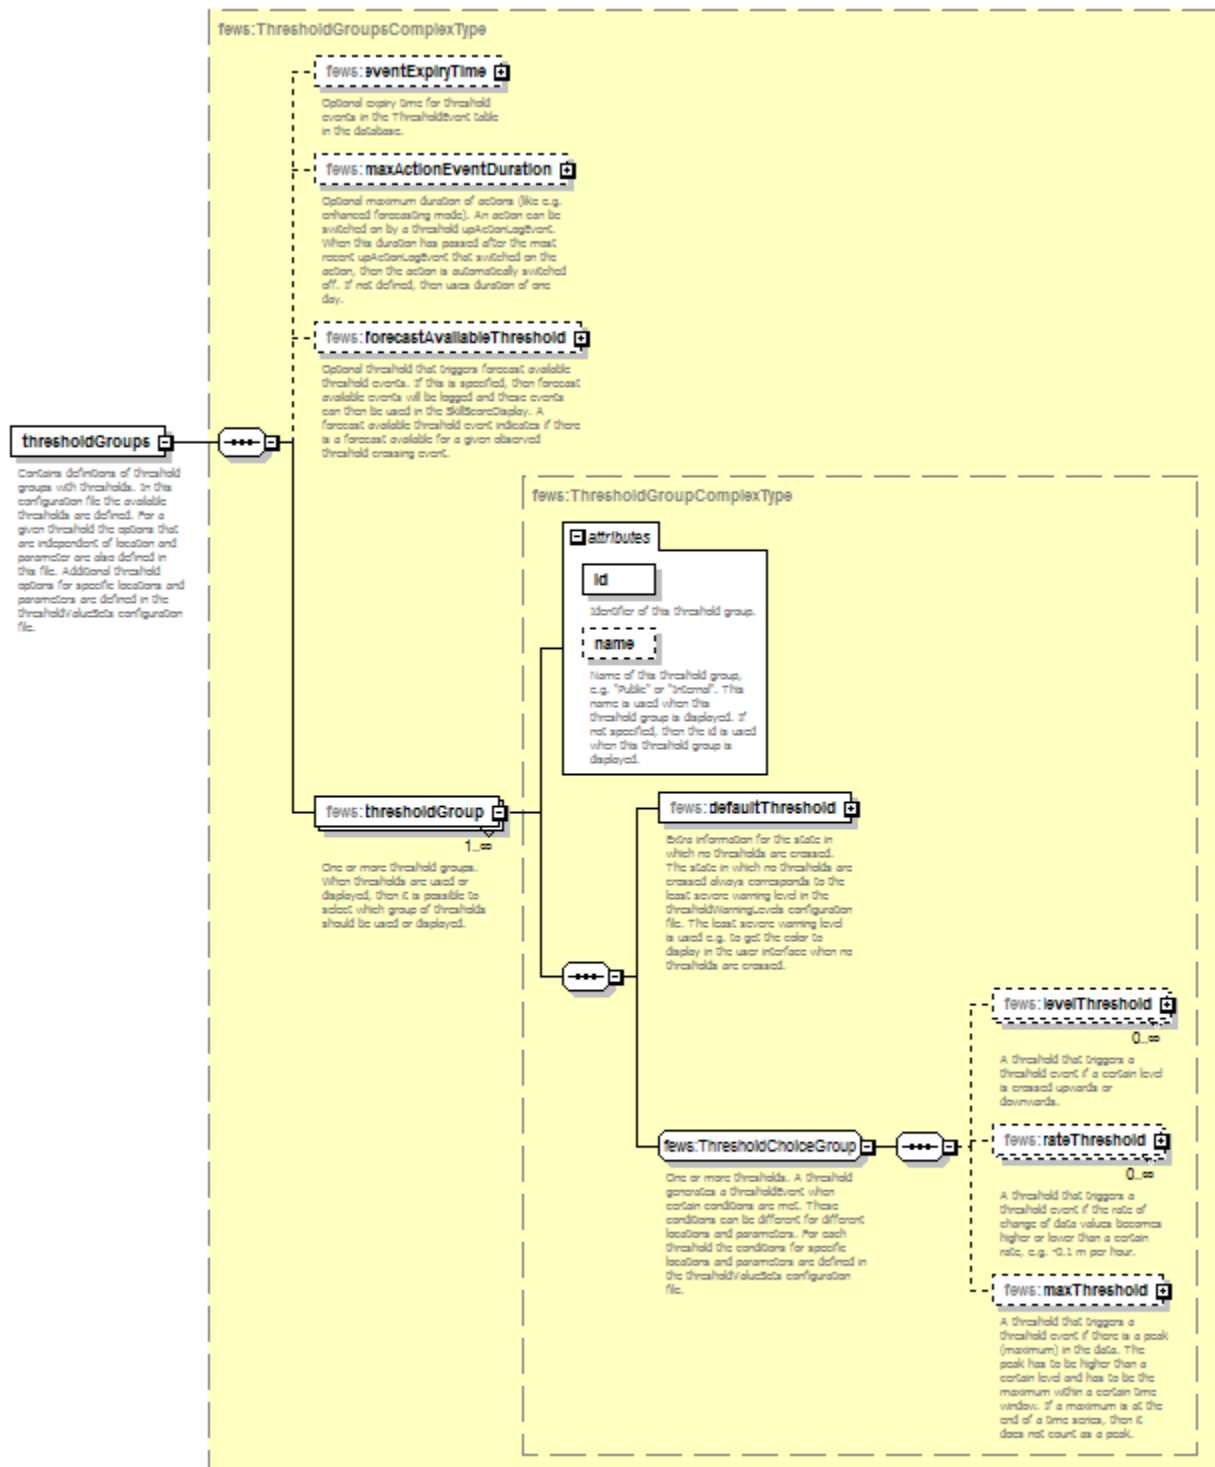 fews:ThresholdGroupsComplexType
fews:eventExpiryTime
Optional expiry time for threshold
events in the ThresholdEvent table
in the database.
fews:maxActionEventDuration
Optional maximum duration of actions (like e.g.
enhanced forecasting mode). An action can be
switched on by a threshold upActionLogEvent.
When this duration has passed after the most
recent upActionLogEvent that switched on the
action, then the action is automatically switched
off. If not defined, then uses duration of one
day.
fews:forecastAvailableThreshold
Optional threshold that triggers forecast available
threshold events. If this is specified, then forecast
available events will be logged and these events
can then be used in the SkillScoreDisplay. A
forecast available threshold event indicates if there
is a forecast available for a given observed
threshold crossing event.
thresholdGroups
Contains definitions of threshold
groups with thresholds. In this
configuration file the available
thresholds are defined. For a
given threshold the options that
are independent of location and
parameter are also defined in
this file. Additional threshold
options for specific locations and
parameters are defined in the
thresholdValueSets configuration
file.
fews:ThresholdGroupComplexType
attributes
id
Identifier of this threshold group.
name
Name of this threshold group,
e.g. "Public" or "Internal". This
name is used when this
threshold group is displayed. If
not specified, then the id is used
when this threshold group is
displayed.
fews:thresholdGroup
1..∞
One or more threshold groups.
When thresholds are used or
displayed, then it is possible to
select which group of thresholds
should be used or displayed.
fews:defaultThreshold
Extra information for the state in
which no thresholds are crossed.
The state in which no thresholds are
crossed always corresponds to the
least severe warning level in the
thresholdWarningLevels configuration
file. The least severe warning level
is used e.g. to get the color to
display in the user interface when no
thresholds are crossed.
fews:ThresholdChoiceGroup
One or more thresholds. A threshold
generates a thresholdEvent when
certain conditions are met. These
conditions can be different for different
locations and parameters. For each
threshold the conditions for specific
locations and parameters are defined in
the thresholdValueSets configuration
file.
fews:levelThreshold
0..∞
A threshold that triggers a
threshold event if a certain level
is crossed upwards or
downwards.
fews:rateThreshold
0..∞
A threshold that triggers a
threshold event if the rate of
change of data values becomes
higher or lower than a certain
rate, e.g. -0.1 m per hour.
fews:maxThreshold
A threshold that triggers a
threshold event if there is a peak
(maximum) in the data. The
peak has to be higher than a
certain level and has to be the
maximum within a certain time
window. If a maximum is at the
end of a time series, then it
does not count as a peak.